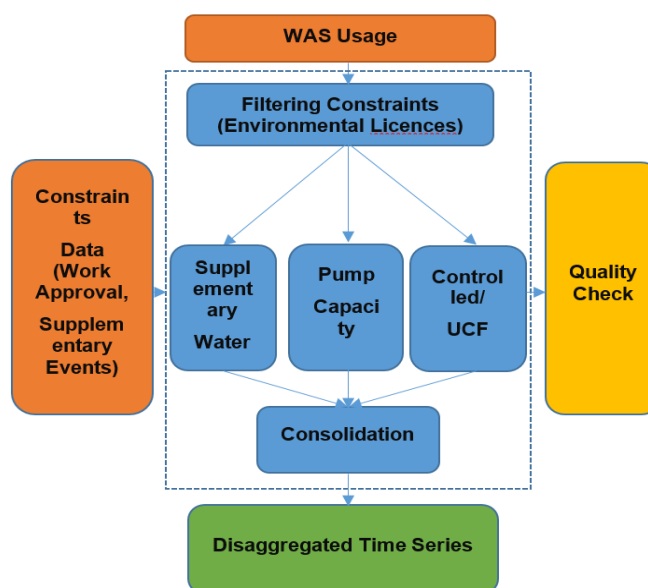 WAS Usage
Filtering Constraints
(Environmental Licences)
Constrain
ts
Data
(Work
Approval,
Supplem
entary
Events)
Suppl
ement
ary
Water
Pump
Capaci
ty
Control
led/
UCF
Quality
Check
Consolidation
Disaggregated Time Series